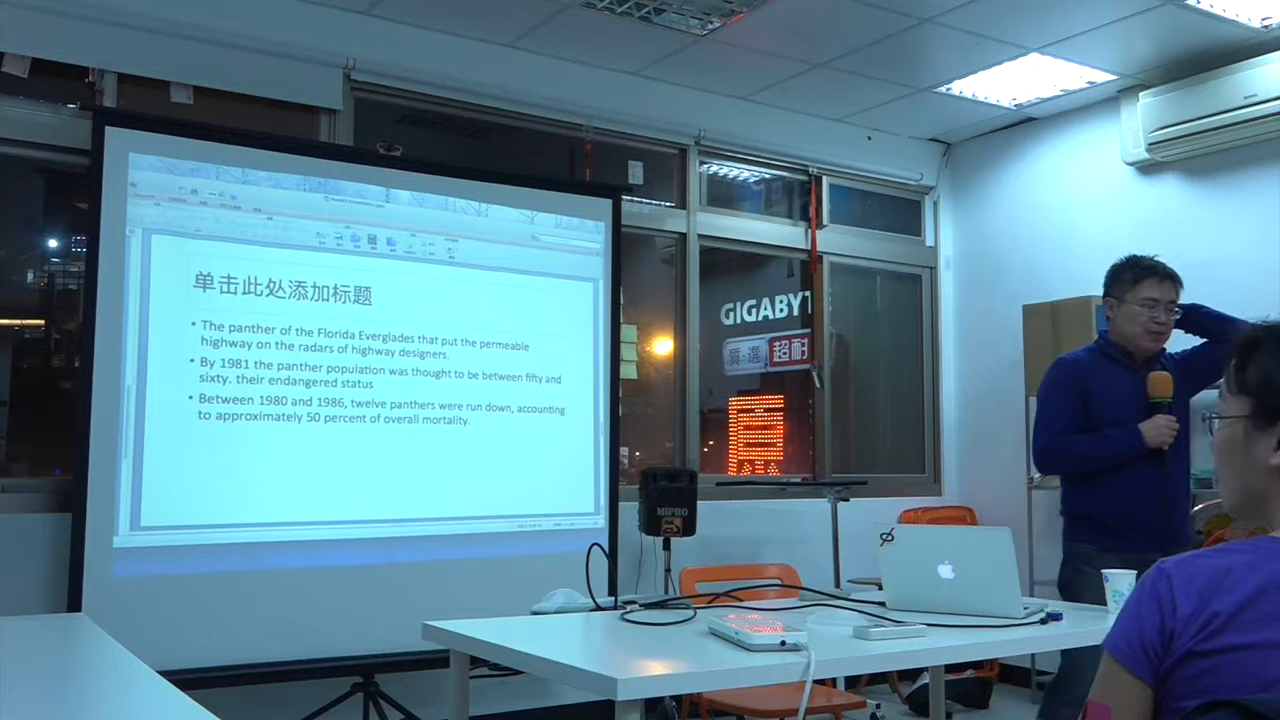 单击此处添加标题
• The panther of the Florida Everglades that put the permeable
highway on the radars of highway designers.
• By 1981 the panther population was thought to be between fifty and
sixty. their endangered status
• Between 1980 and 1986, twelve panthers were run down, accounting
to approximately 50 percent of overall mortality.
GIGABYT
質·選 超耐
MIPRO